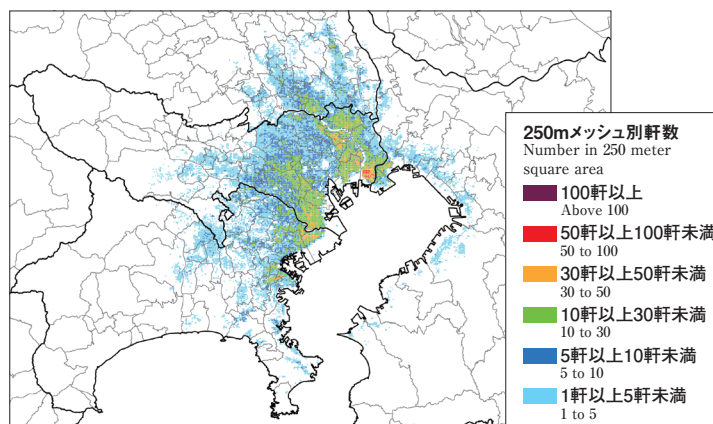 250mメッシュ別軒数
Number in 250 meter
square area
100軒以上
Above 100
50軒以上100軒未満
50 to 100
30軒以上50軒未満
30 to 50
10軒以上30軒未満
10 to 30
5軒以上10軒未満
5 to 10
1軒以上5軒未満
1 to 5